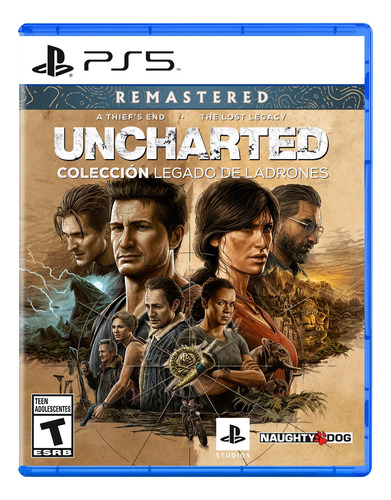 PS5
REMASTERED
A THIEF'S END · THE LOST LEGACY
UNCHARTED
COLECCIÓN LEGADO DE LADRONES
TEEN
ADOLESCENTES
T
ESRB
STUDIOS
NAUGHTY DOG